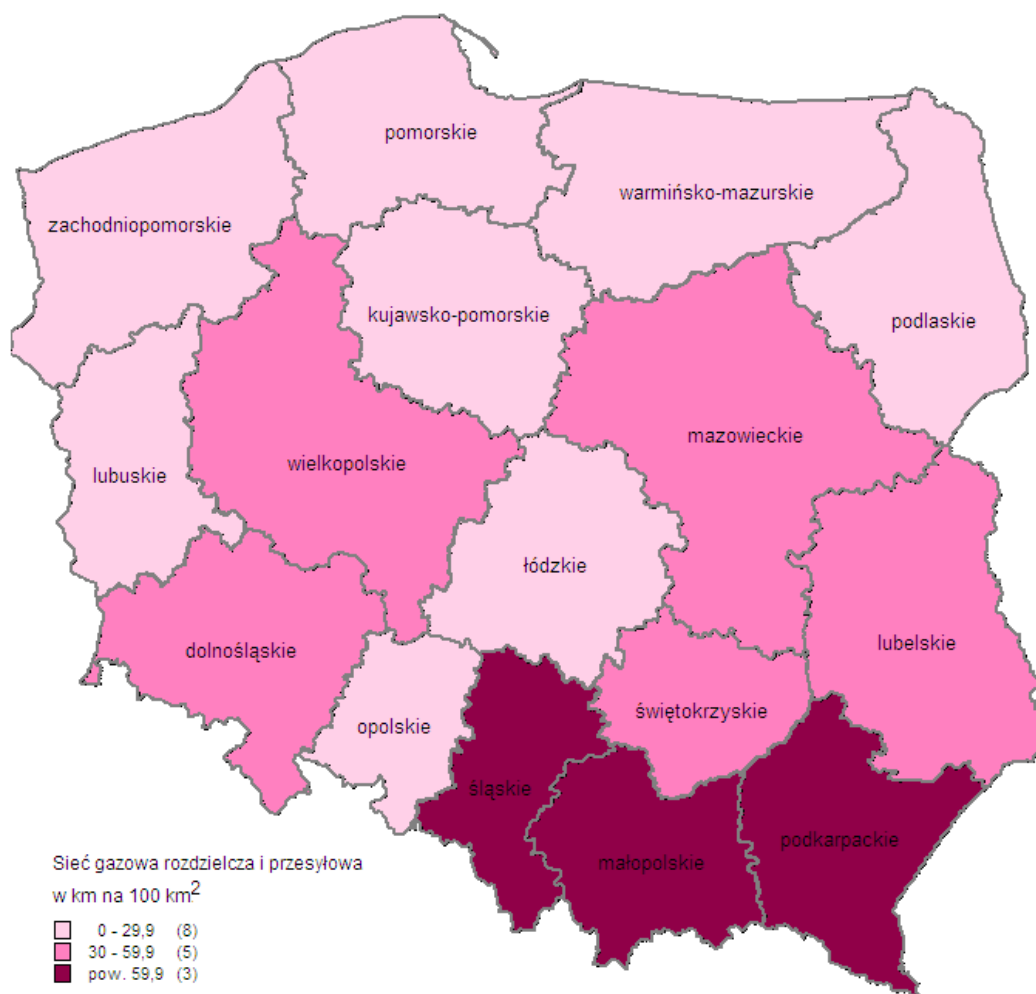 pomorskie
warmińsko-mazurskie
zachodniopomorskie
kujawsko-pomorskie
podlaskie
mazowieckie
wielkopolskie
lubuskie
łódzkie
lubelskie
dolnośląskie
świętokrzyskie
opolskie
śląskie
podkarpackie
małopolskie
Sieć gazowa rozdzielcza i przesyłowa
w km na 100 km²
0 - 29,9 (8)
30 - 59,9 (5)
pow. 59,9 (3)